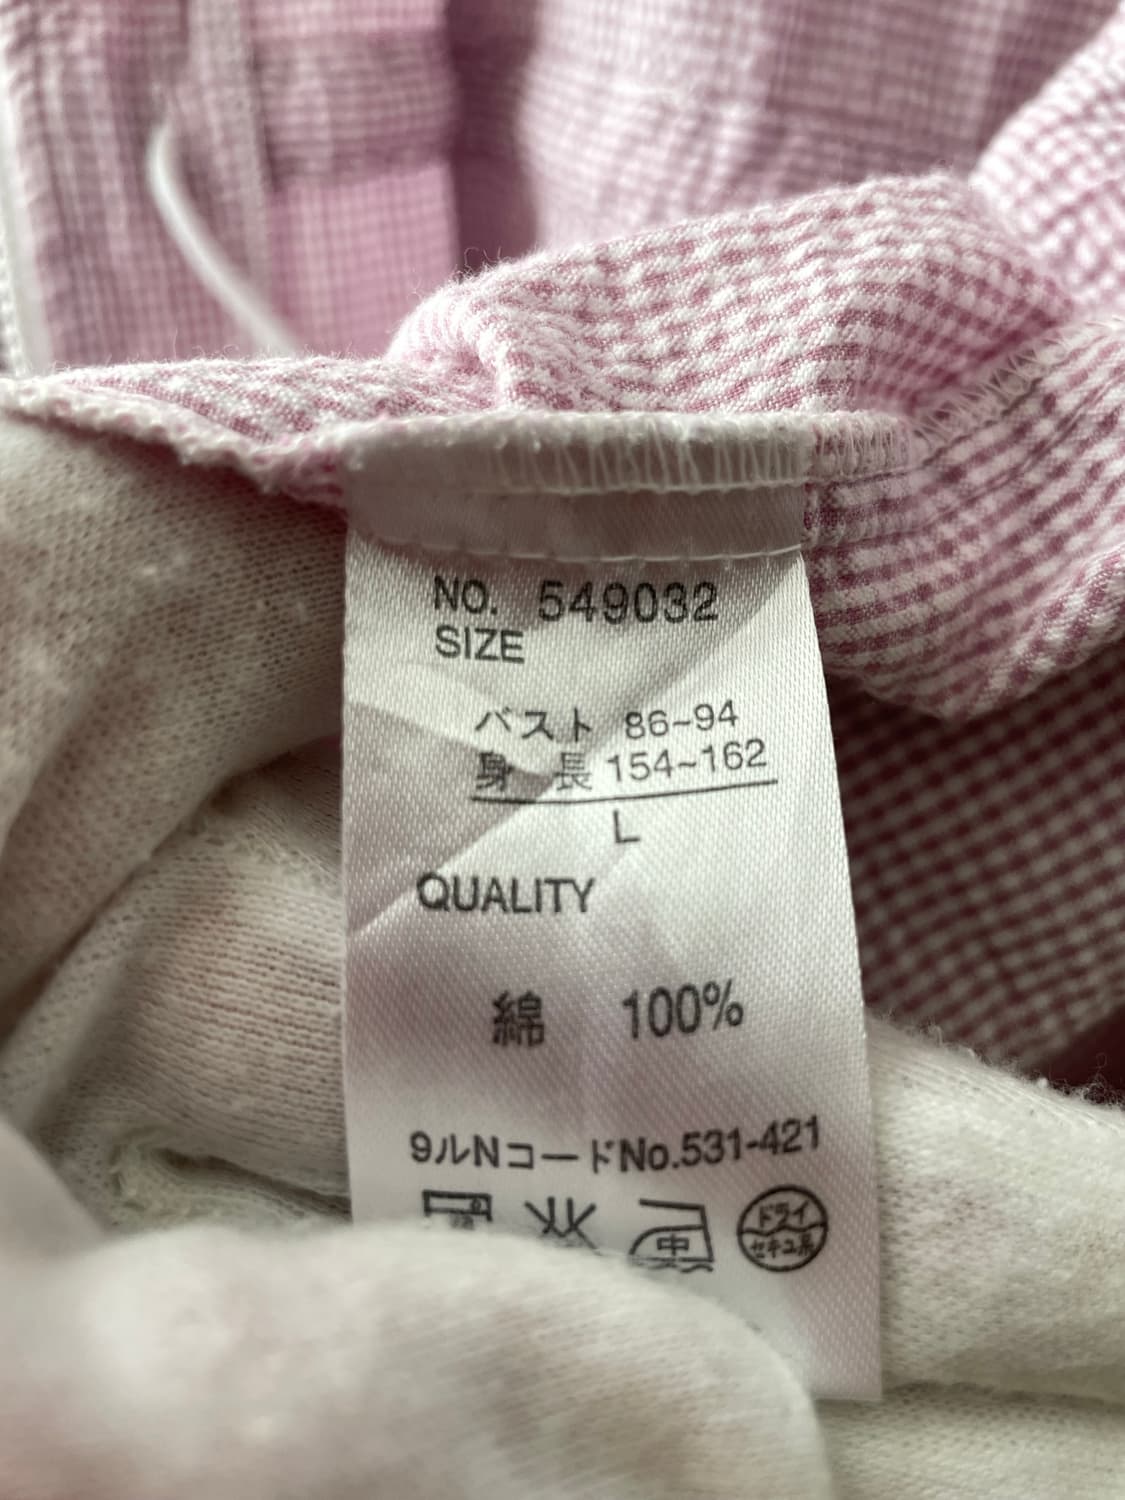 NO. 549032
SIZE
バスト 86~94
身 長 154~162
L
QUALITY
綿 100%
9ルNコードNo.531-421
中
ドライ
セキユ系